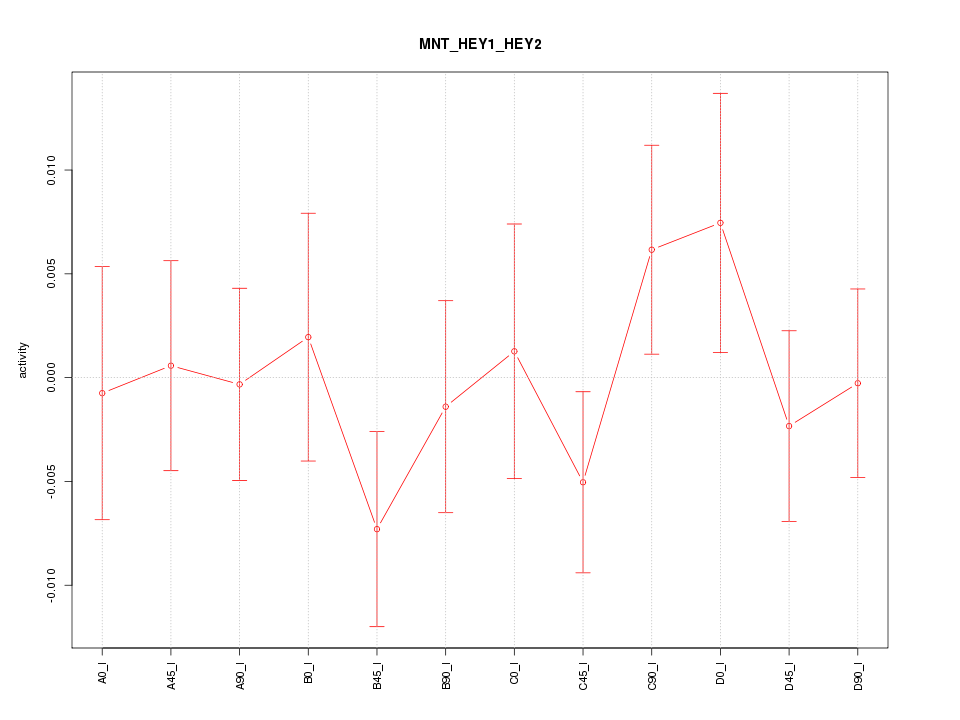 MNT_HEY1_HEY2
activity
0.010
0.005
0.000
-0.005
-0.010
A0_I
A45_I
A90_I
B0_I
B45_I
B90_I
C0_I
C45_I
C90_I
D0_I
D45_I
D90_I